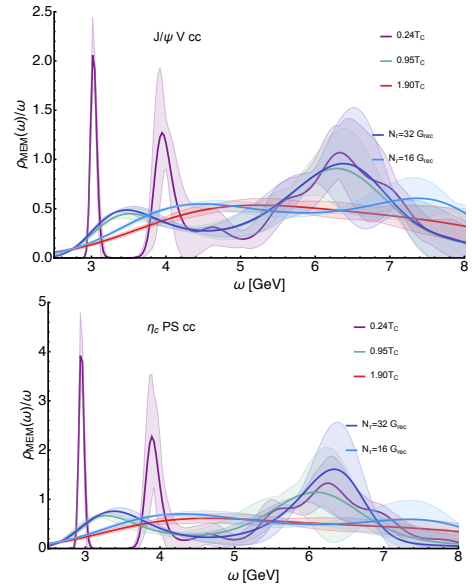 J/ψ V cc
0.24T_C
0.95T_C
1.90T_C
N_τ=32 G_rec
N_τ=16 G_rec
ρ_MEM(ω)/ω
2.5
2.0
1.5
1.0
0.5
0.0
3 4 5 6 7 8
ω [GeV]
η_c PS cc
0.24T_C
0.95T_C
1.90T_C
N_τ=32 G_rec
N_τ=16 G_rec
ρ_MEM(ω)/ω
5
4
3
2
1
0
3 4 5 6 7 8
ω [GeV]